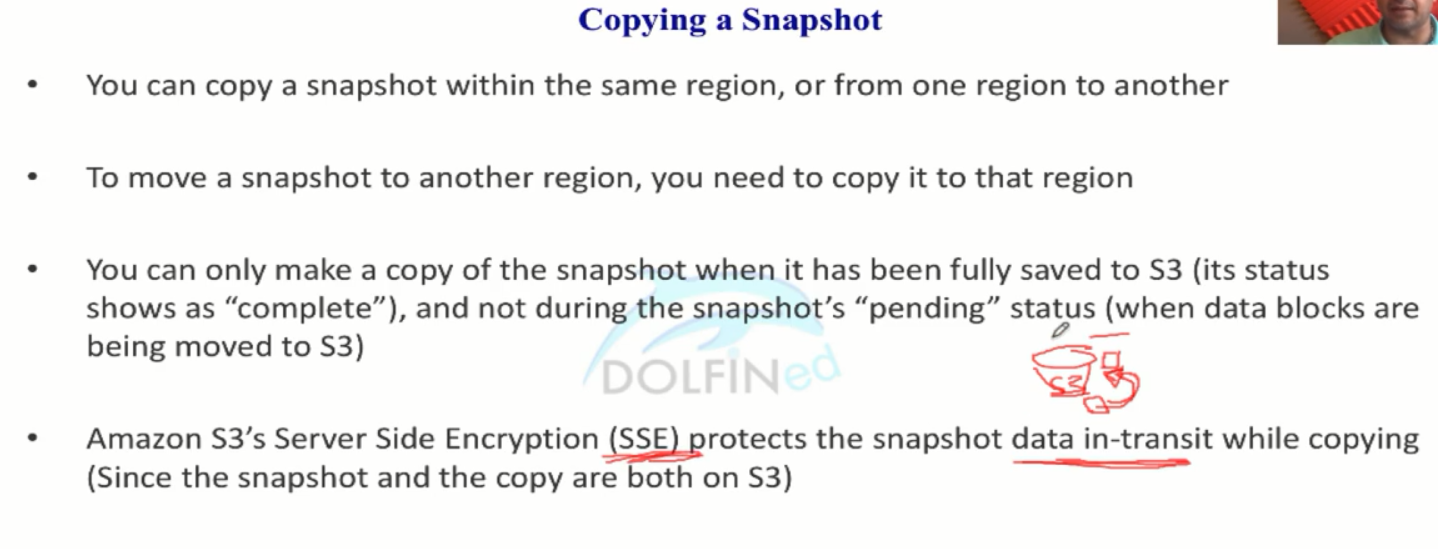 Copying a Snapshot
• You can copy a snapshot within the same region, or from one region to another
• To move a snapshot to another region, you need to copy it to that region
• You can only make a copy of the snapshot when it has been fully saved to S3 (its status
shows as “complete”), and not during the snapshot’s “pending” status (when data blocks are
being moved to S3)
S3
DOLFINed
• Amazon S3’s Server Side Encryption (SSE) protects the snapshot data in-transit while copying
(Since the snapshot and the copy are both on S3)